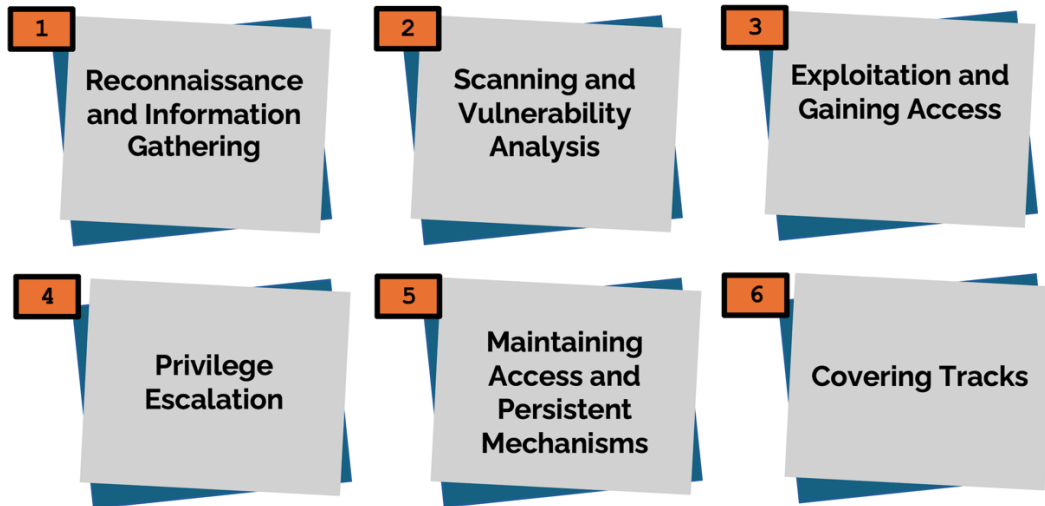 1
Reconnaissance
and Information
Gathering
2
Scanning and
Vulnerability
Analysis
3
Exploitation and
Gaining Access
4
Privilege
Escalation
5
Maintaining
Access and
Persistent
Mechanisms
6
Covering Tracks